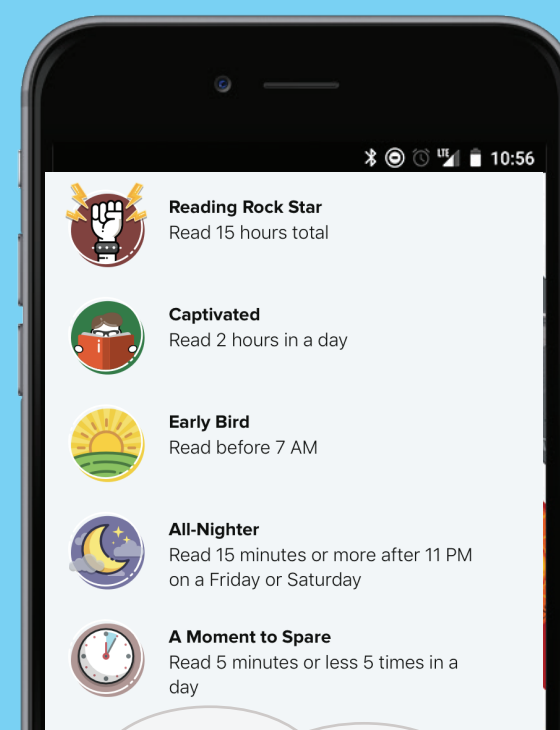 LTE 10:56
Reading Rock Star
Read 15 hours total
Captivated
Read 2 hours in a day
Early Bird
Read before 7 AM
All-Nighter
Read 15 minutes or more after 11 PM
on a Friday or Saturday
A Moment to Spare
Read 5 minutes or less 5 times in a
day